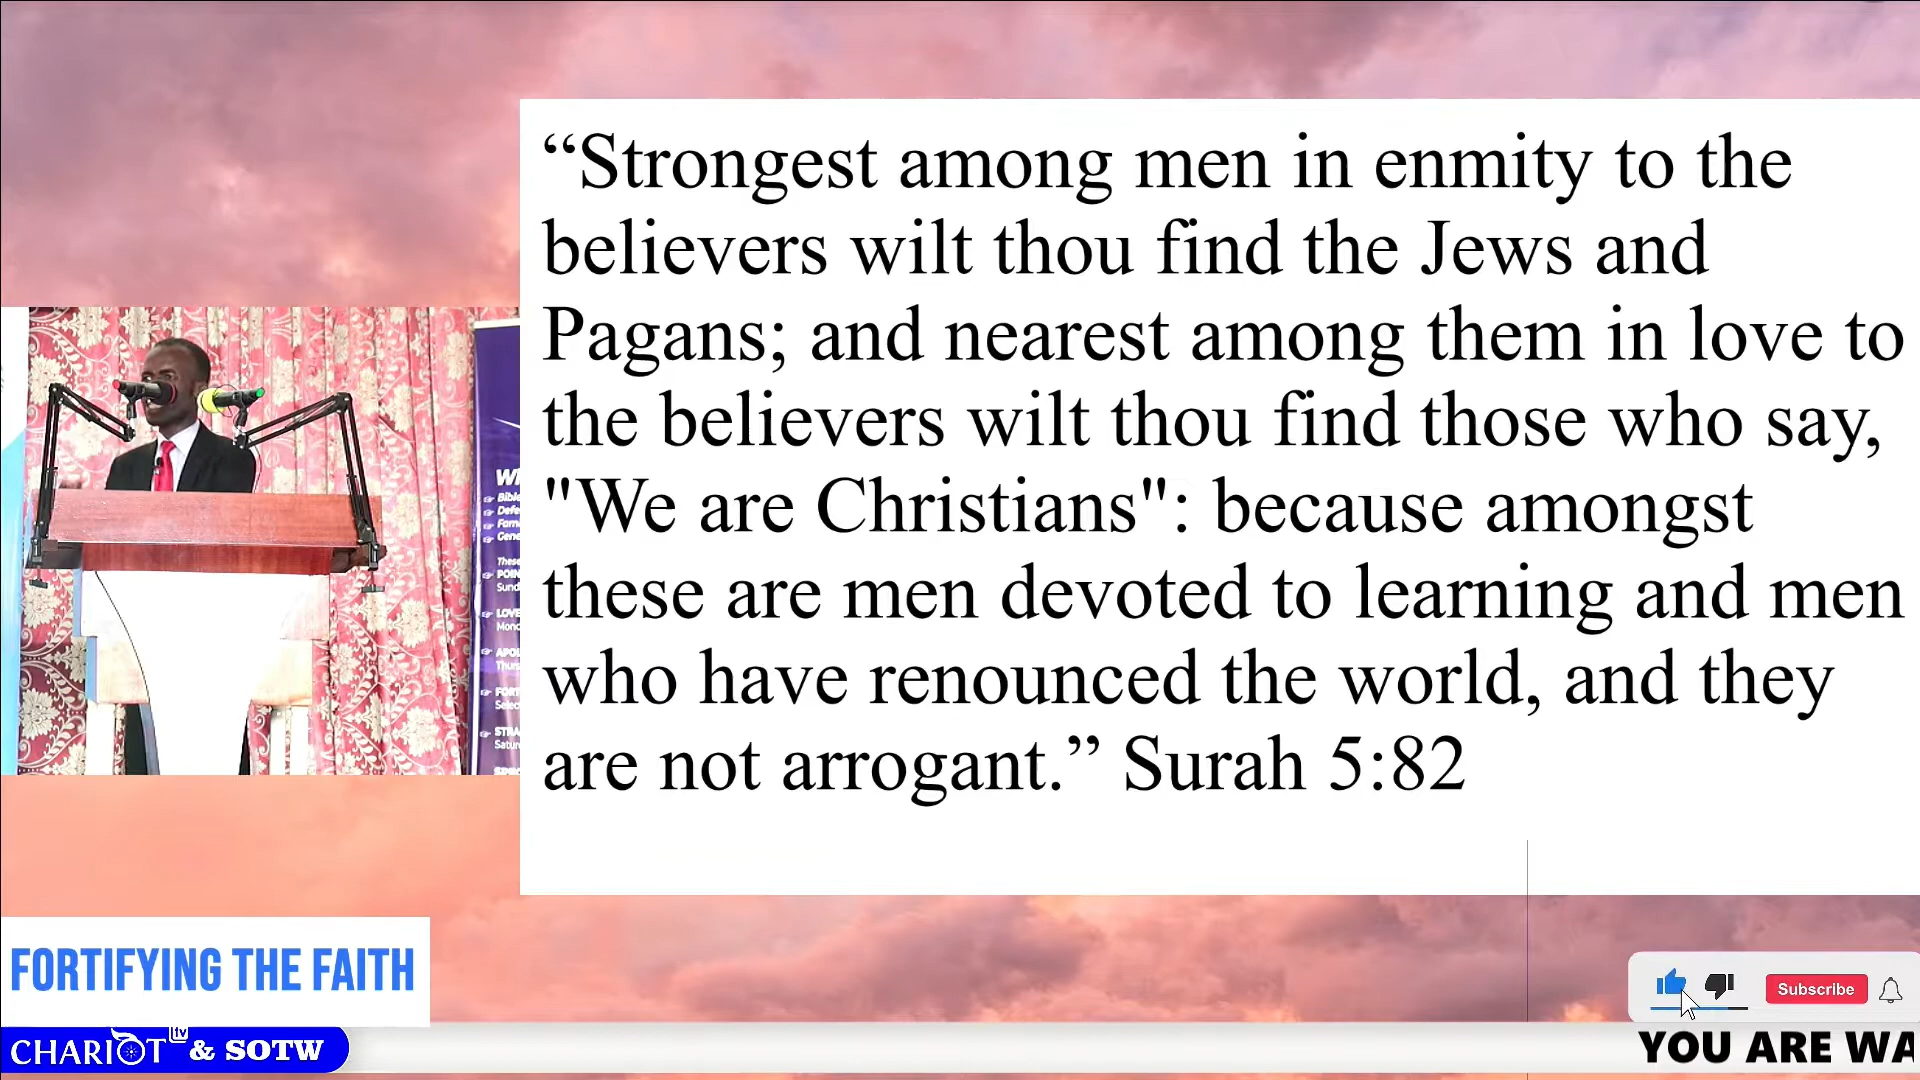 “Strongest among men in enmity to the
believers wilt thou find the Jews and
Pagans; and nearest among them in love to
the believers wilt thou find those who say,
"We are Christians": because amongst
these are men devoted to learning and men
who have renounced the world, and they
are not arrogant.” Surah 5:82
FORTIFYING THE FAITH
CHARIOT tv & SOTW
Subscribe
YOU ARE WA